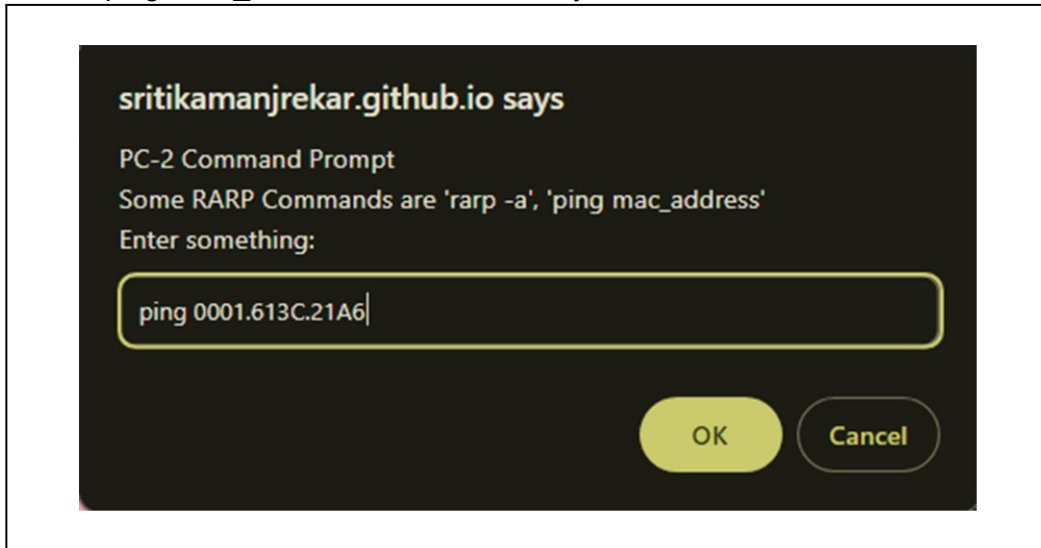 sritikamanjrekar.github.io says
PC-2 Command Prompt
Some RARP Commands are 'rarp -a', 'ping mac_address'
Enter something:
ping 0001.613C.21A6
OK
Cancel